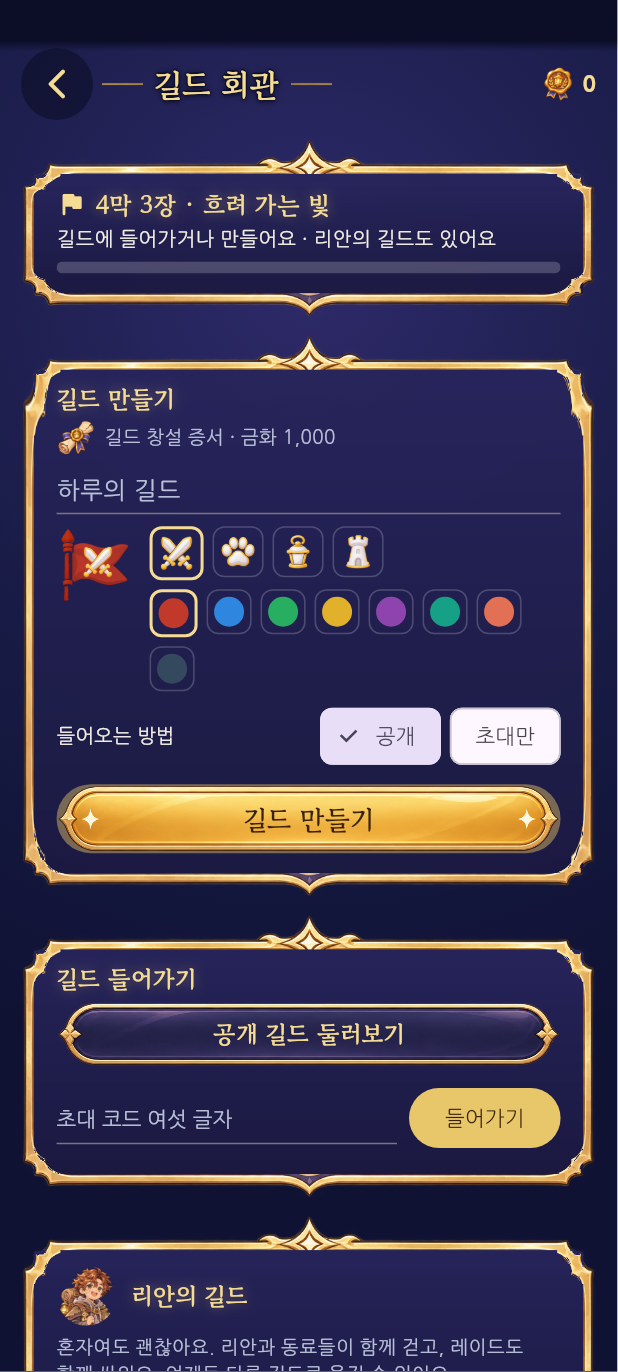 길드 회관
0
4막 3장 · 흐려 가는 빛
길드에 들어가거나 만들어요 · 리안의 길드도 있어요
길드 만들기
길드 창설 증서 · 금화 1,000
하루의 길드
들어오는 방법
공개
초대만
길드 만들기
길드 들어가기
공개 길드 둘러보기
초대 코드 여섯 글자
들어가기
리안의 길드
혼자여도 괜찮아요. 리안과 동료들이 함께 걷고, 레이드도